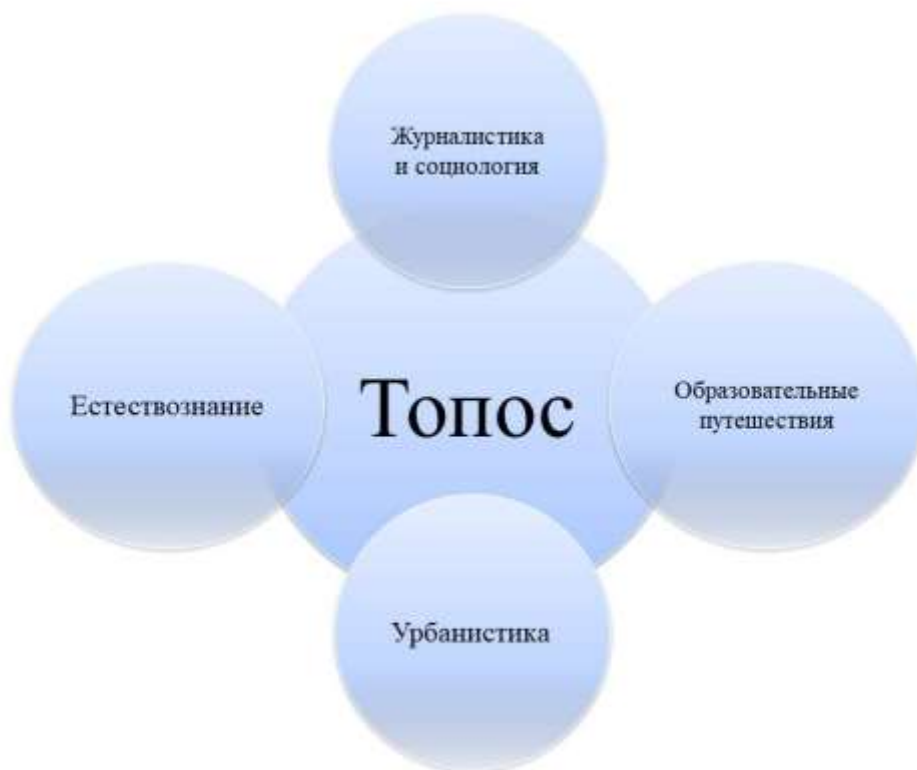 Журналистика
и социология
Естествознание
Топос
Образовательные
путешествия
Урбанистика